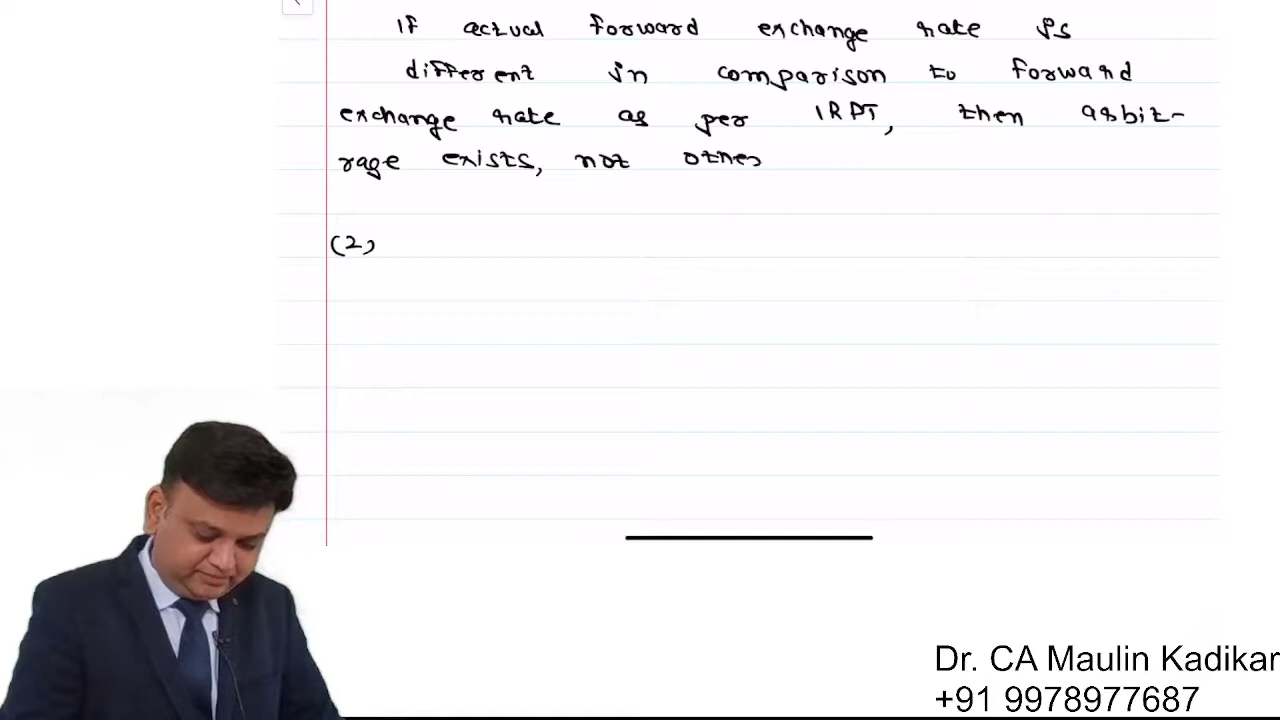 If actual forward exchange rate is
different in comparison to forward
exchange rate as per IRPT, then arbit-
rage exists, not other
(2)
Dr. CA Maulin Kadikar
+91 9978977687